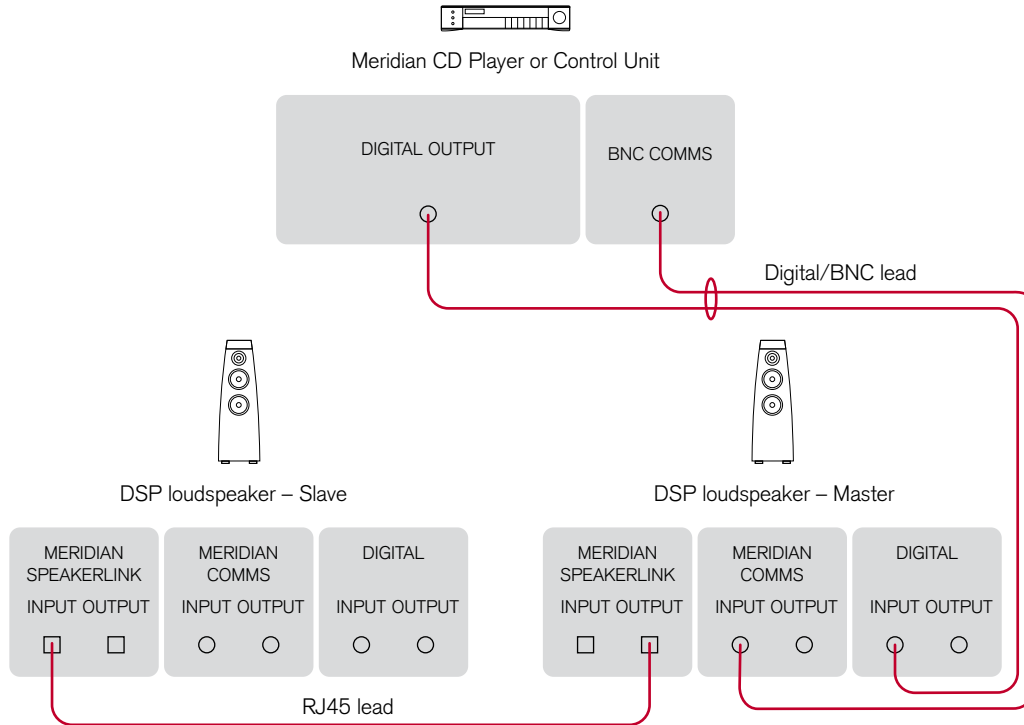 Meridian CD Player or Control Unit
DIGITAL OUTPUT
BNC COMMS
Digital/BNC lead
DSP loudspeaker – Slave
DSP loudspeaker – Master
MERIDIAN
SPEAKERLINK
INPUT OUTPUT
MERIDIAN
COMMS
INPUT OUTPUT
DIGITAL
INPUT OUTPUT
MERIDIAN
SPEAKERLINK
INPUT OUTPUT
MERIDIAN
COMMS
INPUT OUTPUT
DIGITAL
INPUT OUTPUT
RJ45 lead